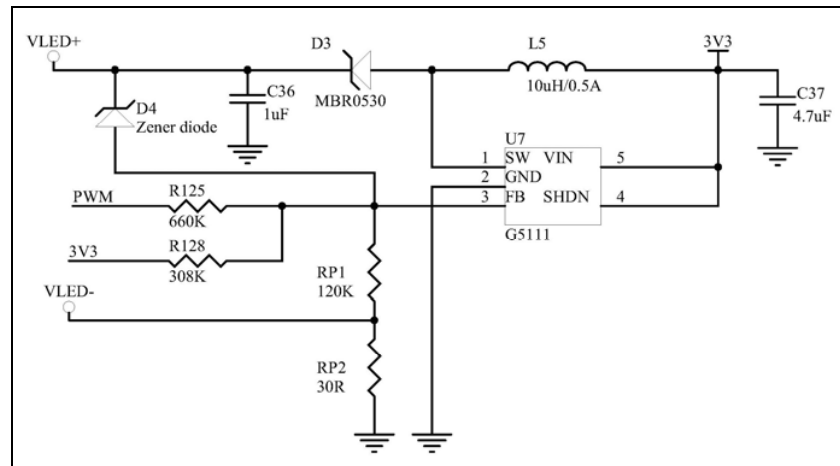 VLED+
D3
MBR0530
L5
10uH/0.5A
3V3
C36
1uF
C37
4.7uF
D4
Zener diode
U7
1 SW VIN 5
2 GND
3 FB SHDN 4
G5111
PWM
R125
660K
3V3
R128
308K
VLED-
RP1
120K
RP2
30R